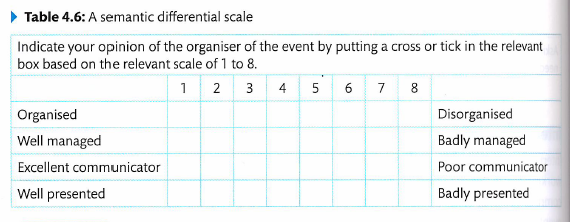 Table 4.6: A semantic differential scale
Indicate your opinion of the organiser of the event by putting a cross or tick in the relevant
box based on the relevant scale of 1 to 8.
1 2 3 4 5 6 7 8
Organised Disorganised
Well managed Badly managed
Excellent communicator Poor communicator
Well presented Badly presented